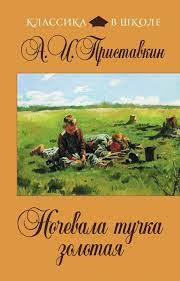 КЛАССИКА В ШКОЛЕ
А. И. Приставкин
Ночевала тучка
золотая